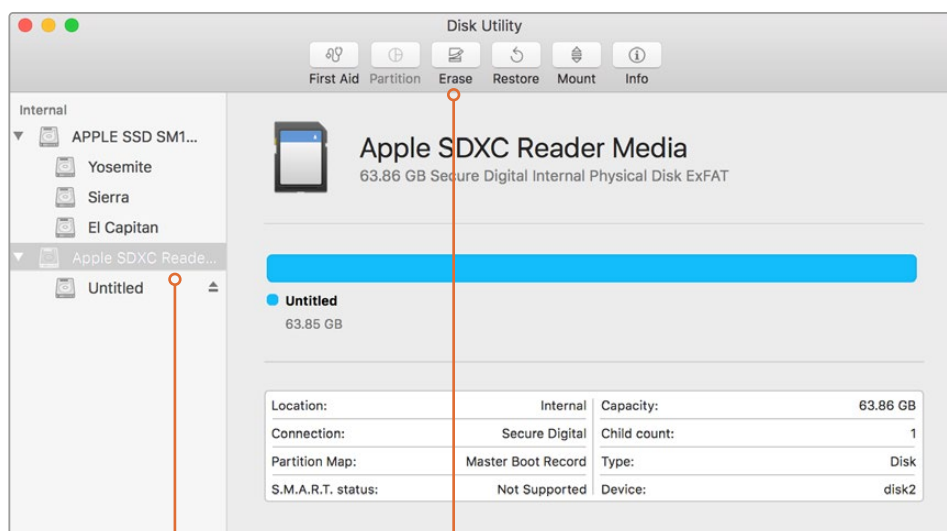 Disk Utility
First Aid Partition Erase Restore Mount Info
Internal
APPLE SSD SM1...
Yosemite
Sierra
El Capitan
Apple SDXC Reade...
Untitled
Apple SDXC Reader Media
63.86 GB Secure Digital Internal Physical Disk ExFAT
Untitled
63.85 GB
Location: Internal Capacity: 63.86 GB
Connection: Secure Digital Child count: 1
Partition Map: Master Boot Record Type: Disk
S.M.A.R.T. status: Not Supported Device: disk2